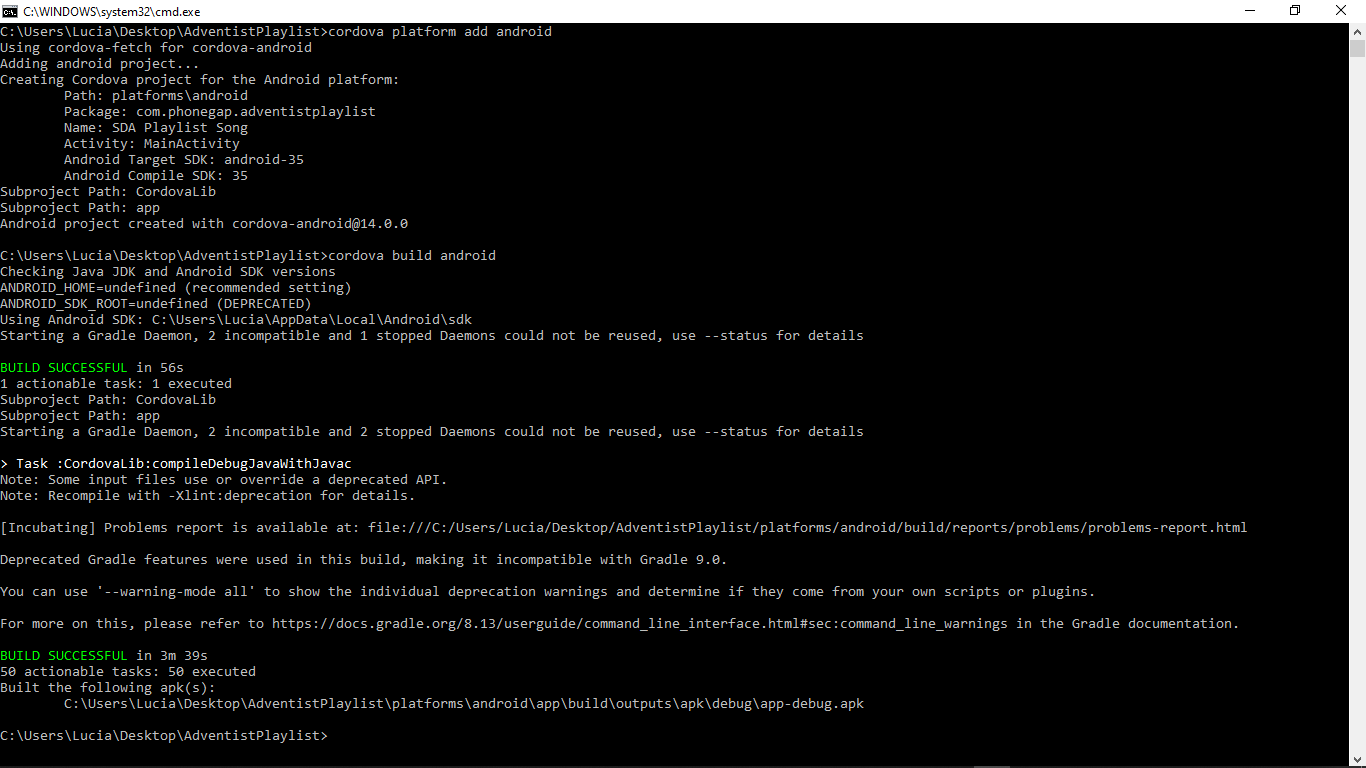 C:\WINDOWS\system32\cmd.exe
C:\Users\Lucia\Desktop\AdventistPlaylist>cordova platform add android
Using cordova-fetch for cordova-android
Adding android project...
Creating Cordova project for the Android platform:
        Path: platforms\android
        Package: com.phonegap.adventistplaylist
        Name: SDA Playlist Song
        Activity: MainActivity
        Android Target SDK: android-35
        Android Compile SDK: 35
Subproject Path: CordovaLib
Subproject Path: app
Android project created with cordova-android@14.0.0
C:\Users\Lucia\Desktop\AdventistPlaylist>cordova build android
Checking Java JDK and Android SDK versions
ANDROID_HOME=undefined (recommended setting)
ANDROID_SDK_ROOT=undefined (DEPRECATED)
Using Android SDK: C:\Users\Lucia\AppData\Local\Android\sdk
Starting a Gradle Daemon, 2 incompatible and 1 stopped Daemons could not be reused, use --status for details
BUILD SUCCESSFUL in 56s
1 actionable task: 1 executed
Subproject Path: CordovaLib
Subproject Path: app
Starting a Gradle Daemon, 2 incompatible and 2 stopped Daemons could not be reused, use --status for details
> Task :CordovaLib:compileDebugJavaWithJavac
Note: Some input files use or override a deprecated API.
Note: Recompile with -Xlint:deprecation for details.
[Incubating] Problems report is available at: file:///C:/Users/Lucia/Desktop/AdventistPlaylist/platforms/android/build/reports/problems/problems-report.html
Deprecated Gradle features were used in this build, making it incompatible with Gradle 9.0.
You can use '--warning-mode all' to show the individual deprecation warnings and determine if they come from your own scripts or plugins.
For more on this, please refer to https://docs.gradle.org/8.13/userguide/command_line_interface.html#sec:command_line_warnings in the Gradle documentation.
BUILD SUCCESSFUL in 3m 39s
50 actionable tasks: 50 executed
Built the following apk(s):
        C:\Users\Lucia\Desktop\AdventistPlaylist\platforms\android\app\build\outputs\apk\debug\app-debug.apk
C:\Users\Lucia\Desktop\AdventistPlaylist>